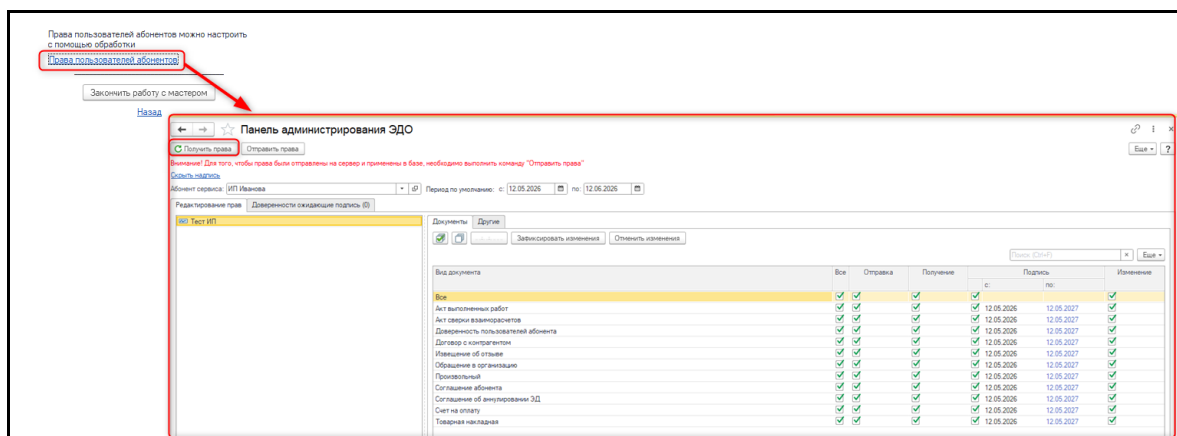 Права пользователей абонентов можно настроить
с помощью обработки
Права пользователей абонентов
Закончить работу с мастером
Назад
Панель администрирования ЭДО
Получить права Отправить права Еще ?
Внимание! Для того, чтобы права были отправлены на сервер и применены в базе, необходимо выполнить команду "Отправить права"
Скрыть надпись
Абонент сервиса: ИП Иванова Период по умолчанию: с: 12.05.2026 по: 12.06.2026
Редактирование прав Доверенности ожидающие подпись (0)
Тест ИП
Документы Другие
Зафиксировать изменения Отменить изменения
Поиск (Ctrl+F) × Еще
Вид документа Все Отправка Получение Подпись Изменение
с: по:
Все
Акт выполненных работ 12.05.2026 12.05.2027
Акт сверки взаиморасчетов 12.05.2026 12.05.2027
Доверенность пользователей абонента 12.05.2026 12.05.2027
Договор с контрагентом 12.05.2026 12.05.2027
Извещение об отзыве 12.05.2026 12.05.2027
Обращение в организацию 12.05.2026 12.05.2027
Произвольный 12.05.2026 12.05.2027
Соглашение абонента 12.05.2026 12.05.2027
Соглашение об аннулировании ЭД 12.05.2026 12.05.2027
Счет на оплату 12.05.2026 12.05.2027
Товарная накладная 12.05.2026 12.05.2027